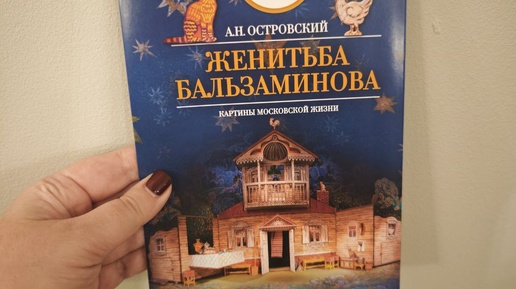 А.Н. ОСТРОВСКИЙ
ЖЕНИТЬБА
БАЛЬЗАМИНОВА
КАРТИНЫ МОСКОВСКОЙ ЖИЗНИ